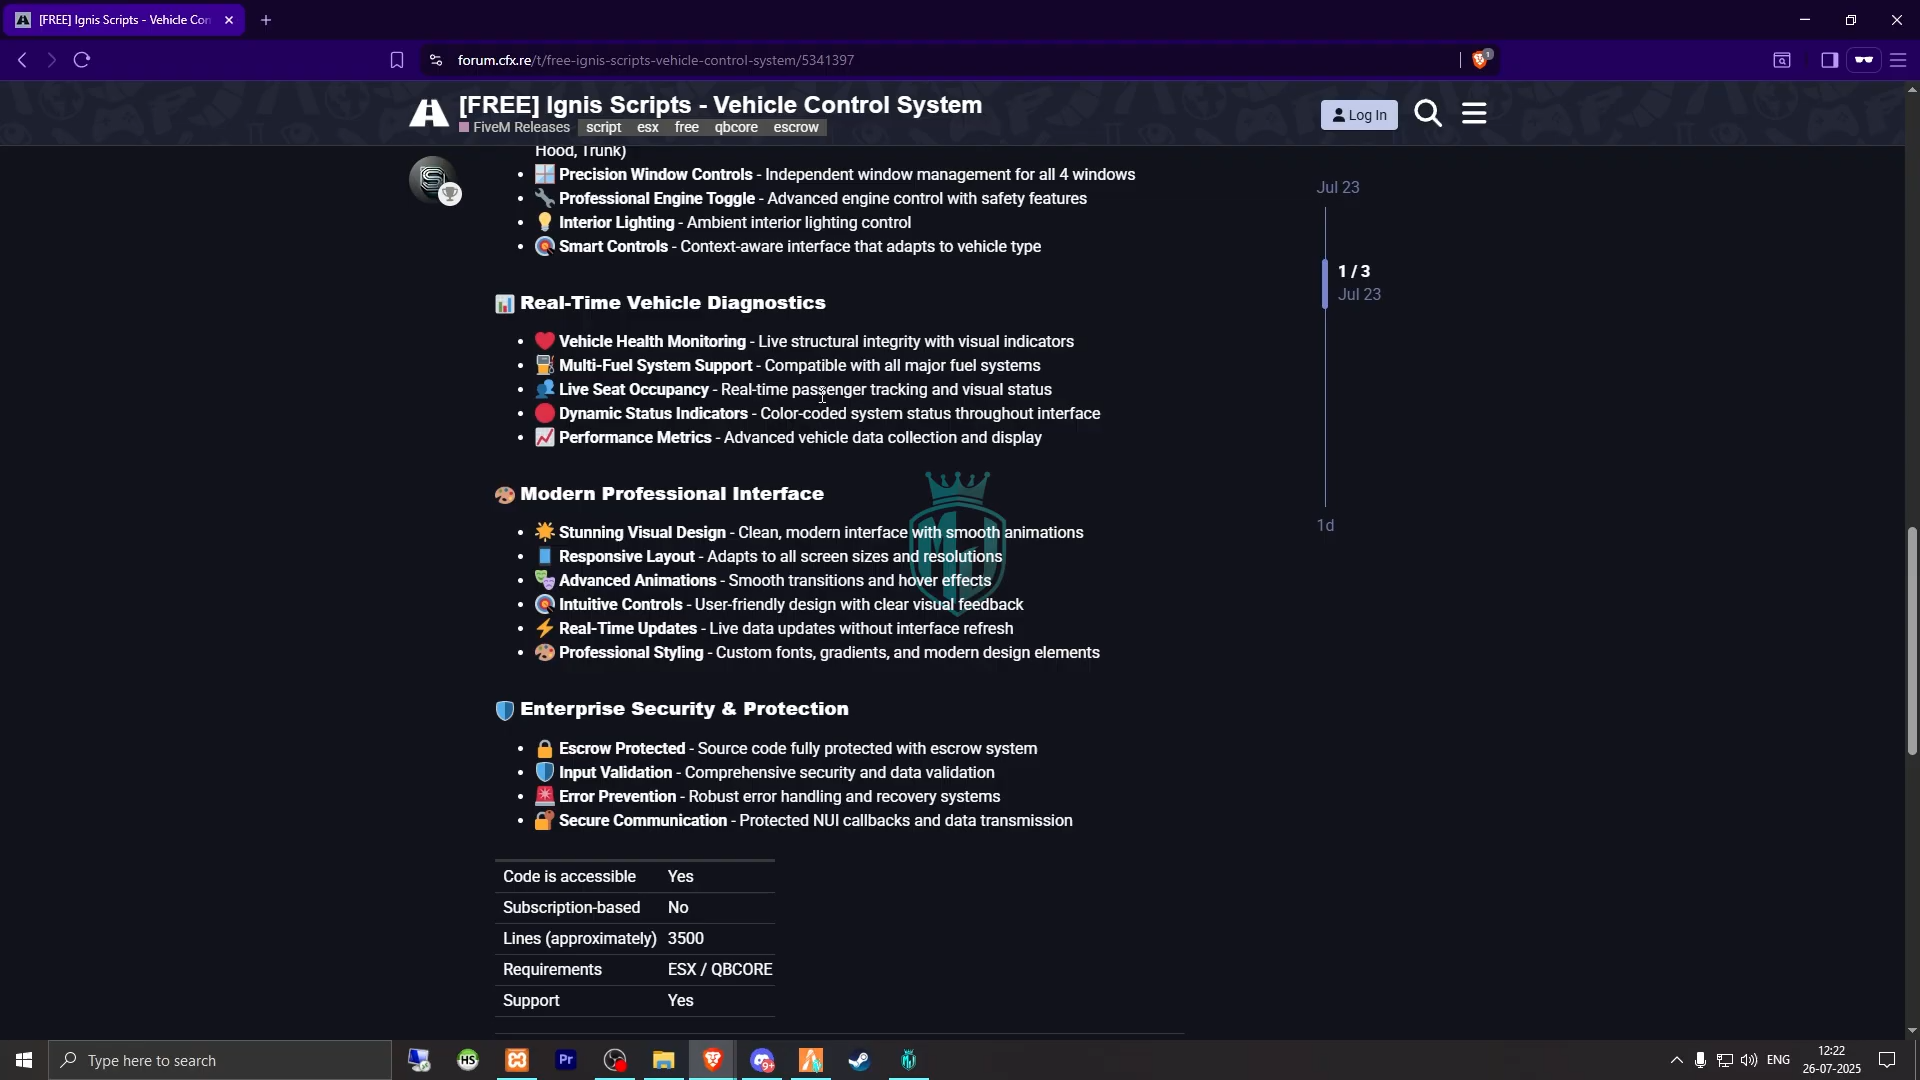 [FREE] Ignis Scripts - Vehicle Con
forum.cfx.re/t/free-ignis-scripts-vehicle-control-system/5341397
1
[FREE] Ignis Scripts - Vehicle Control System
FiveM Releases script esx free qbcore escrow
Log In
Hood, Trunk)
Precision Window Controls - Independent window management for all 4 windows
Professional Engine Toggle - Advanced engine control with safety features
Interior Lighting - Ambient interior lighting control
Smart Controls - Context-aware interface that adapts to vehicle type
Jul 23
1 / 3
Jul 23
1d
Real-Time Vehicle Diagnostics
Vehicle Health Monitoring - Live structural integrity with visual indicators
Multi-Fuel System Support - Compatible with all major fuel systems
Live Seat Occupancy - Real-time passenger tracking and visual status
Dynamic Status Indicators - Color-coded system status throughout interface
Performance Metrics - Advanced vehicle data collection and display
Modern Professional Interface
Stunning Visual Design - Clean, modern interface with smooth animations
Responsive Layout - Adapts to all screen sizes and resolutions
Advanced Animations - Smooth transitions and hover effects
Intuitive Controls - User-friendly design with clear visual feedback
Real-Time Updates - Live data updates without interface refresh
Professional Styling - Custom fonts, gradients, and modern design elements
Enterprise Security & Protection
Escrow Protected - Source code fully protected with escrow system
Input Validation - Comprehensive security and data validation
Error Prevention - Robust error handling and recovery systems
Secure Communication - Protected NUI callbacks and data transmission
Code is accessible Yes
Subscription-based No
Lines (approximately) 3500
Requirements ESX / QBCORE
Support Yes
Type here to search
HS
Pr
9+
ENG
12:22
26-07-2025